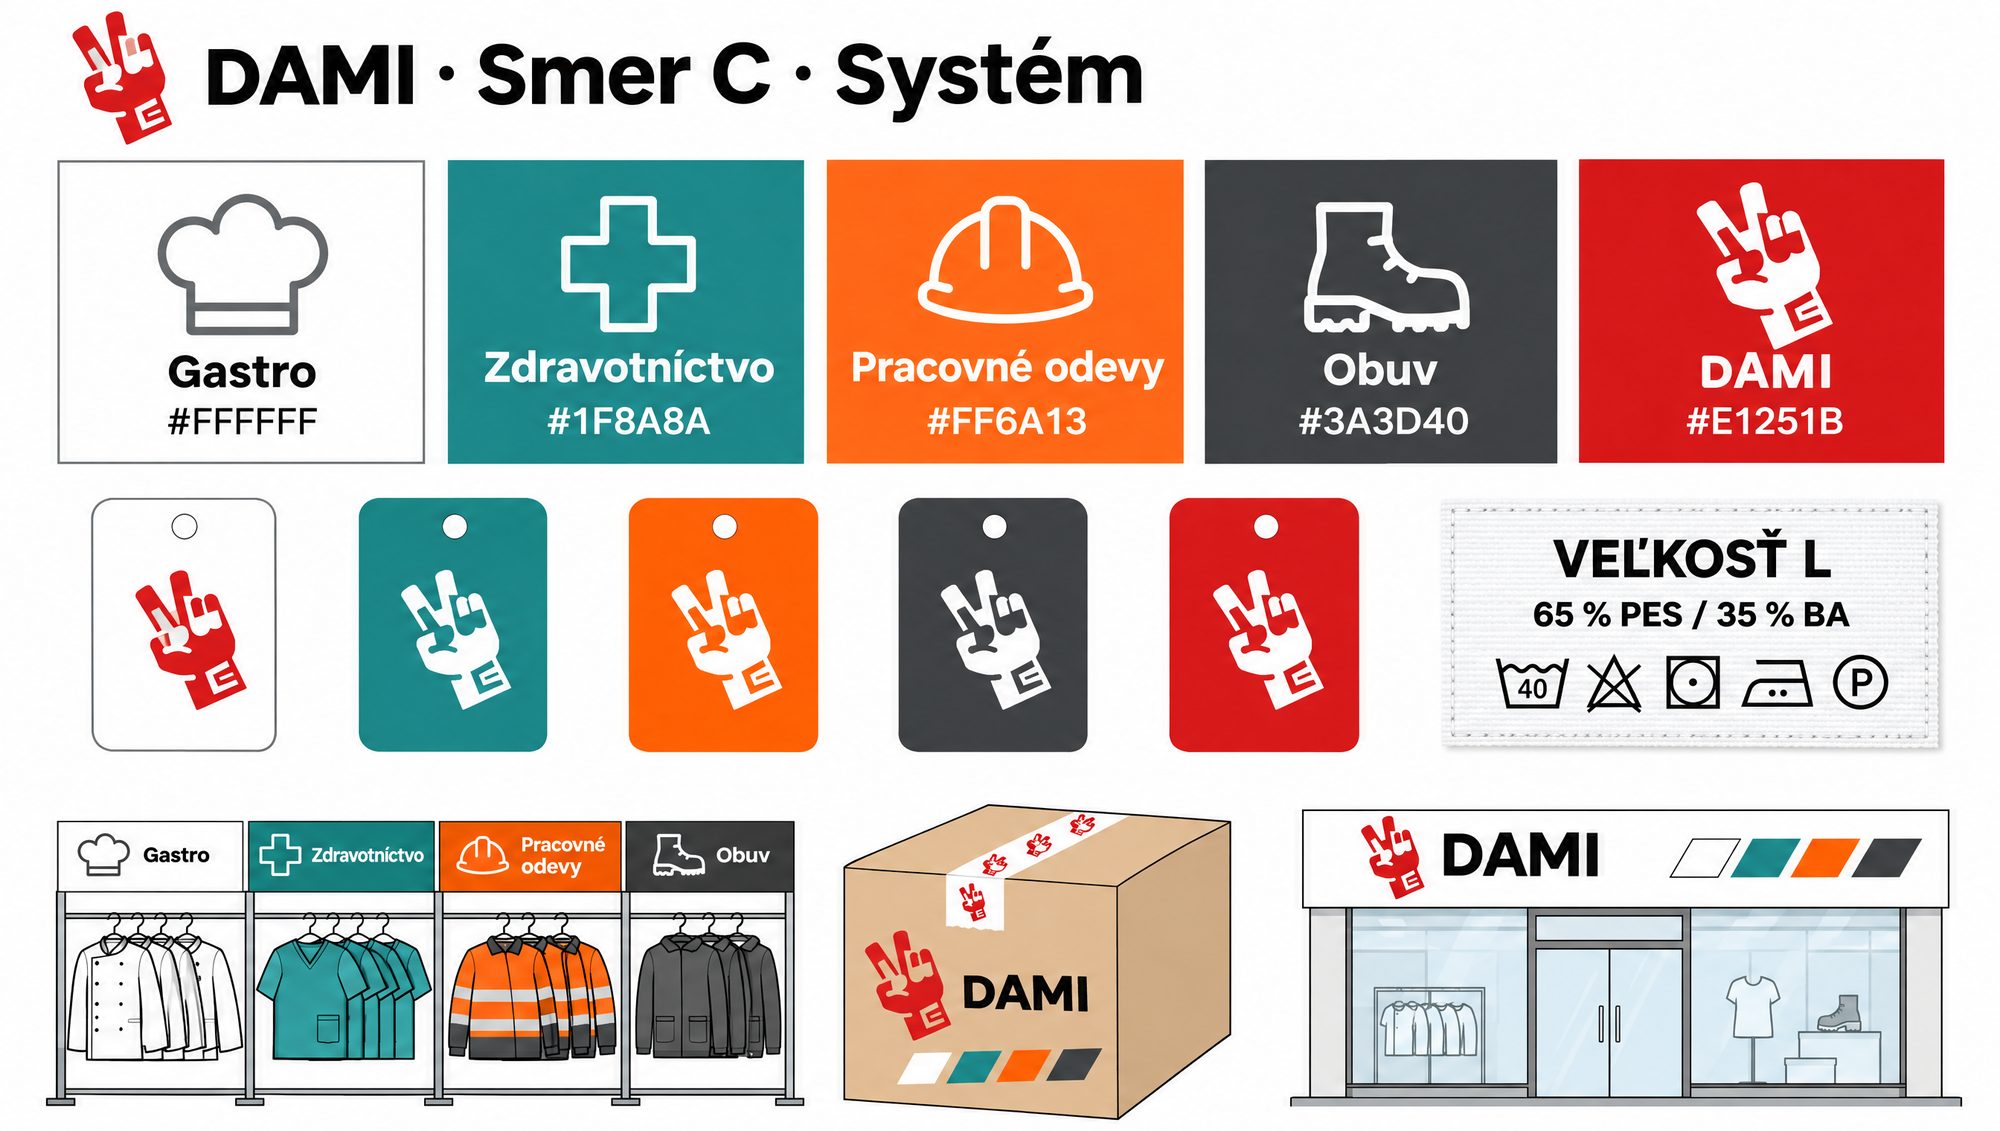 DAMI · Smer C · Systém
Gastro
#FFFFFF
Zdravotníctvo
#1F8A8A
Pracovné odevy
#FF6A13
Obuv
#3A3D40
DAMI
#E1251B
VEĽKOSŤ L
65 % PES / 35 % BA
40
P
Gastro
Zdravotníctvo
Pracovné
odevy
Obuv
DAMI
DAMI